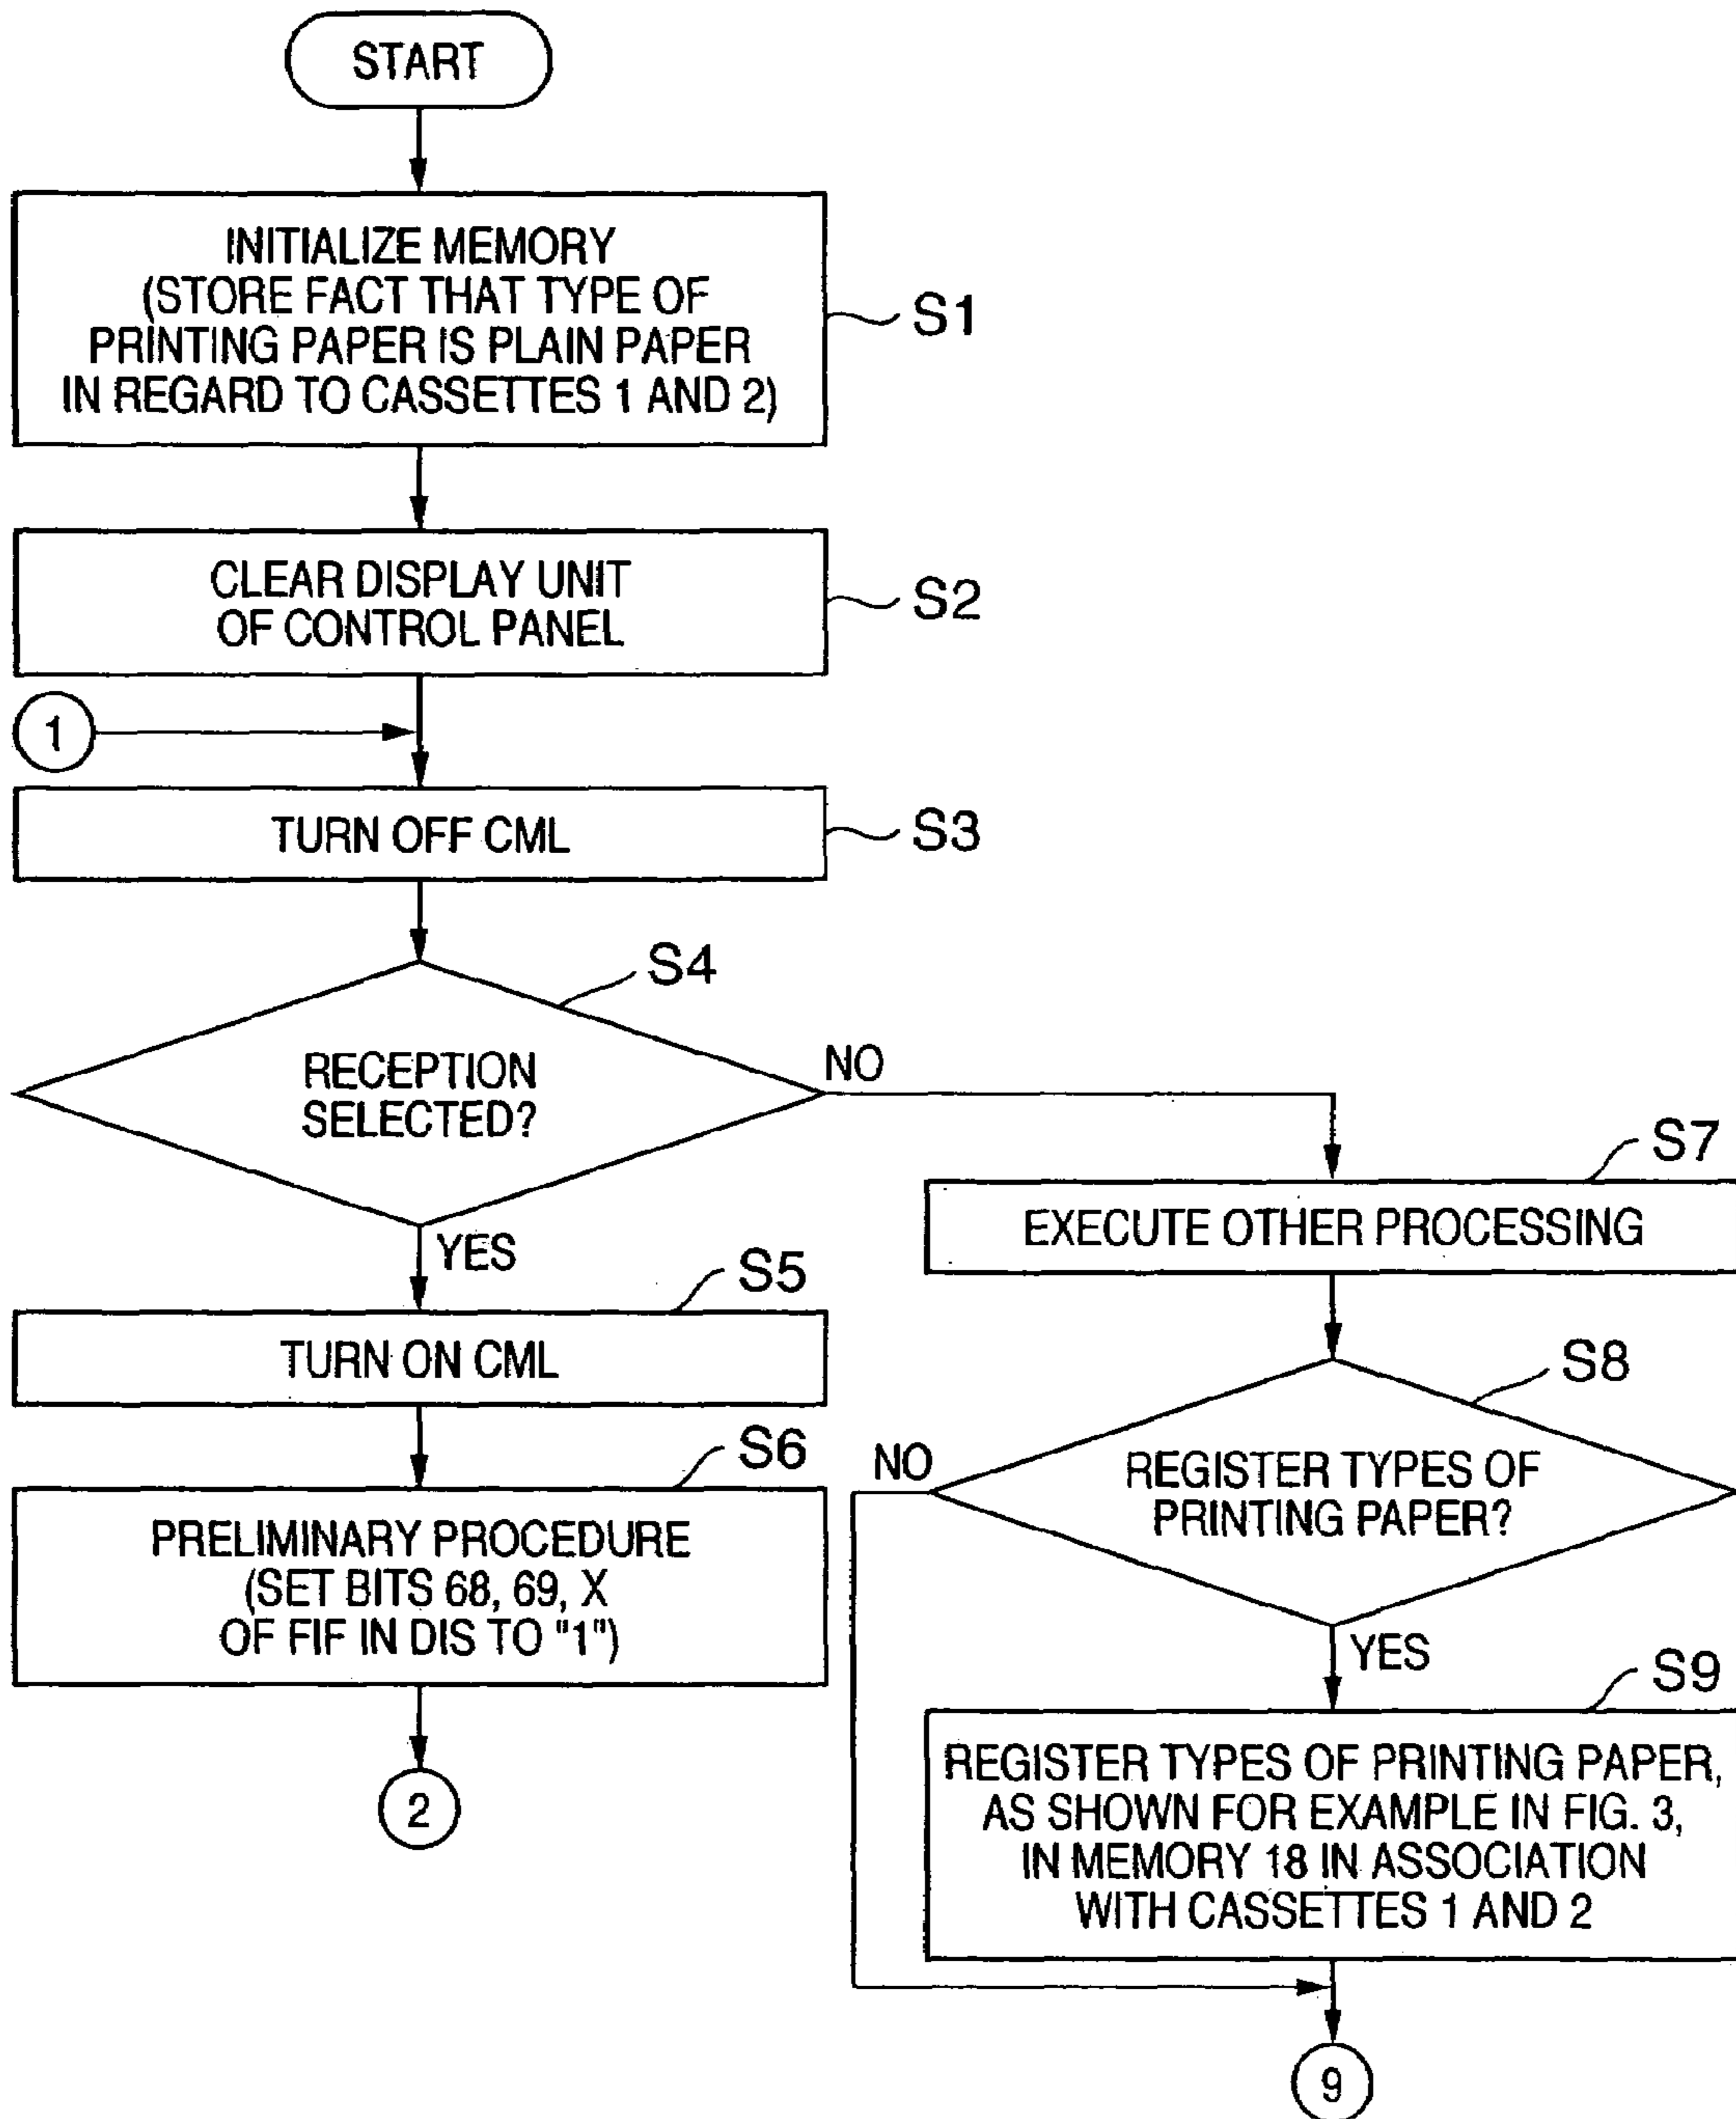 START
INITIALIZE MEMORY
(STORE FACT THAT TYPE OF
PRINTING PAPER IS PLAIN PAPER
IN REGARD TO CASSETTES 1 AND 2)
S1
CLEAR DISPLAY UNIT
OF CONTROL PANEL
S2
1
TURN OFF CML
S3
S4
RECEPTION
SELECTED?
NO
YES
S5
TURN ON CML
S6
PRELIMINARY PROCEDURE
(SET BITS 68, 69, X
OF FIF IN DIS TO "1")
2
S7
EXECUTE OTHER PROCESSING
S8
REGISTER TYPES OF
PRINTING PAPER?
NO
YES
S9
REGISTER TYPES OF PRINTING PAPER,
AS SHOWN FOR EXAMPLE IN FIG. 3,
IN MEMORY 18 IN ASSOCIATION
WITH CASSETTES 1 AND 2
9